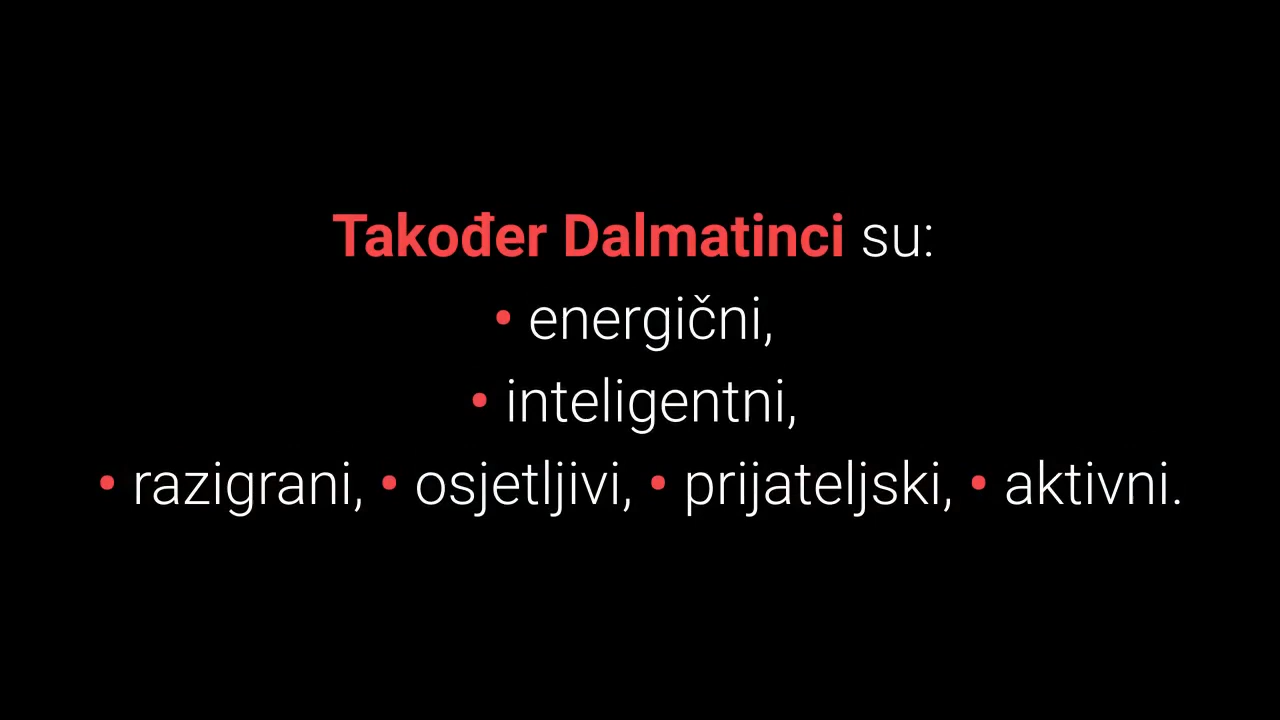 Također Dalmatinci su:
• energični,
• inteligentni,
• razigrani, • osjetljivi, • prijateljski, • aktivni.